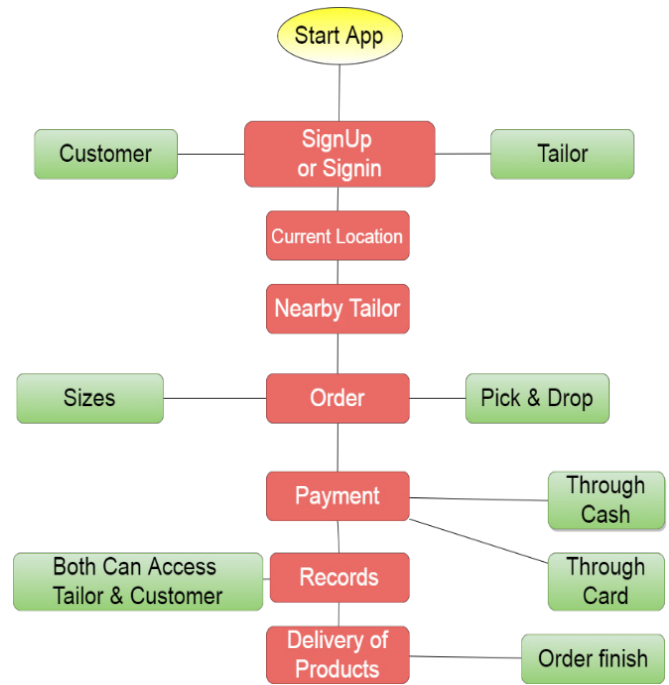 Start App
Customer
SignUp
or Signin
Tailor
Current Location
Nearby Tailor
Sizes
Order
Pick & Drop
Payment
Through
Cash
Both Can Access
Tailor & Customer
Records
Through
Card
Delivery of
Products
Order finish